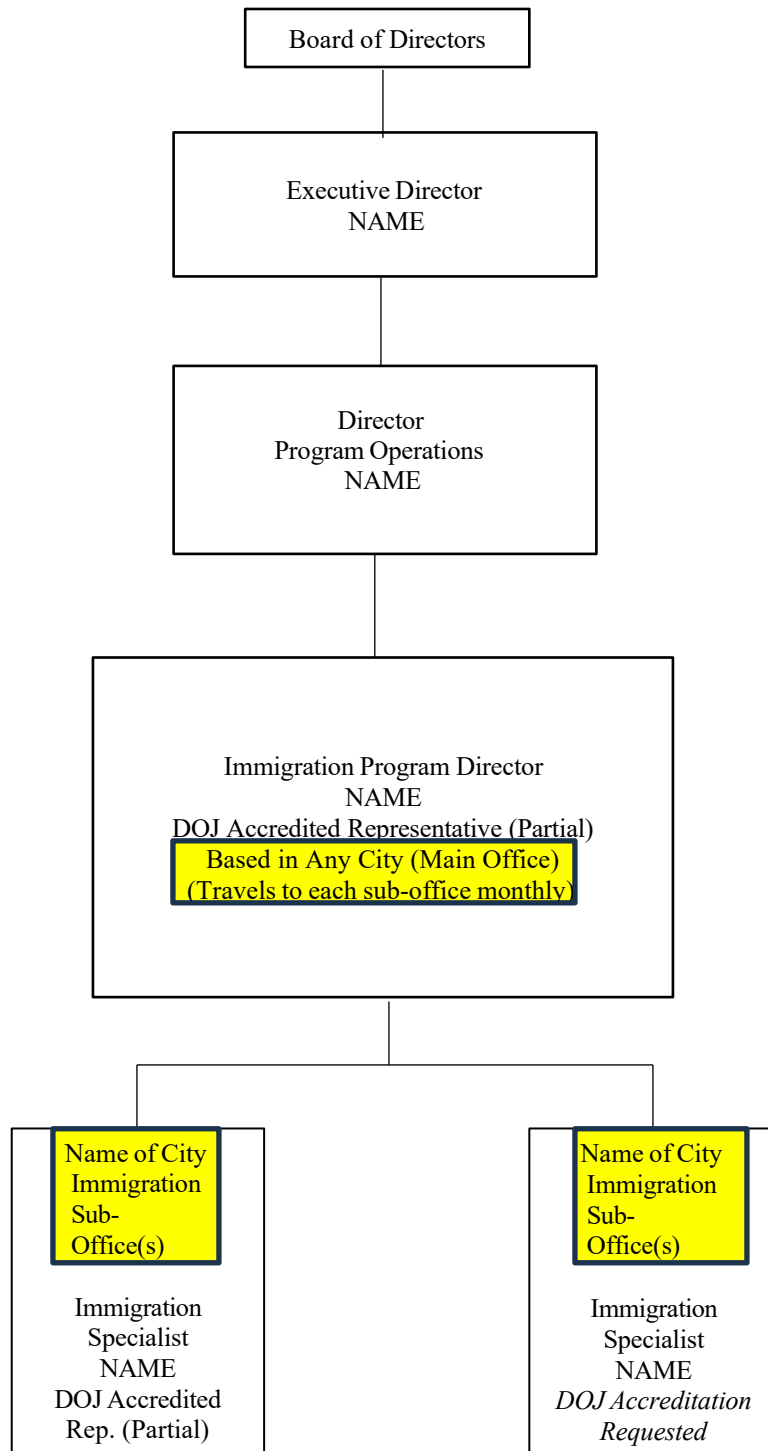 Board of Directors
Executive Director
NAME
Director
Program Operations
NAME
Immigration Program Director
NAME
DOJ Accredited Representative (Partial)
Based in Any City (Main Office)
(Travels to each sub-office monthly)
Name of City
Immigration
Sub-
Office(s)
Immigration
Specialist
NAME
DOJ Accredited
Rep. (Partial)
Name of City
Immigration
Sub-
Office(s)
Immigration
Specialist
NAME
DOJ Accreditation
Requested